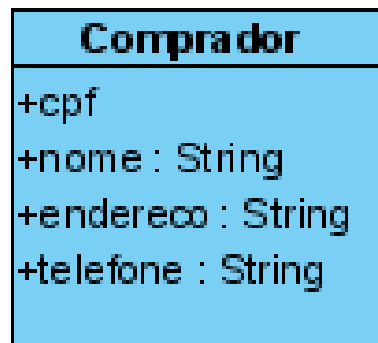 Comprador
+cpf
+nome : String
+endereco : String
+telefone : String